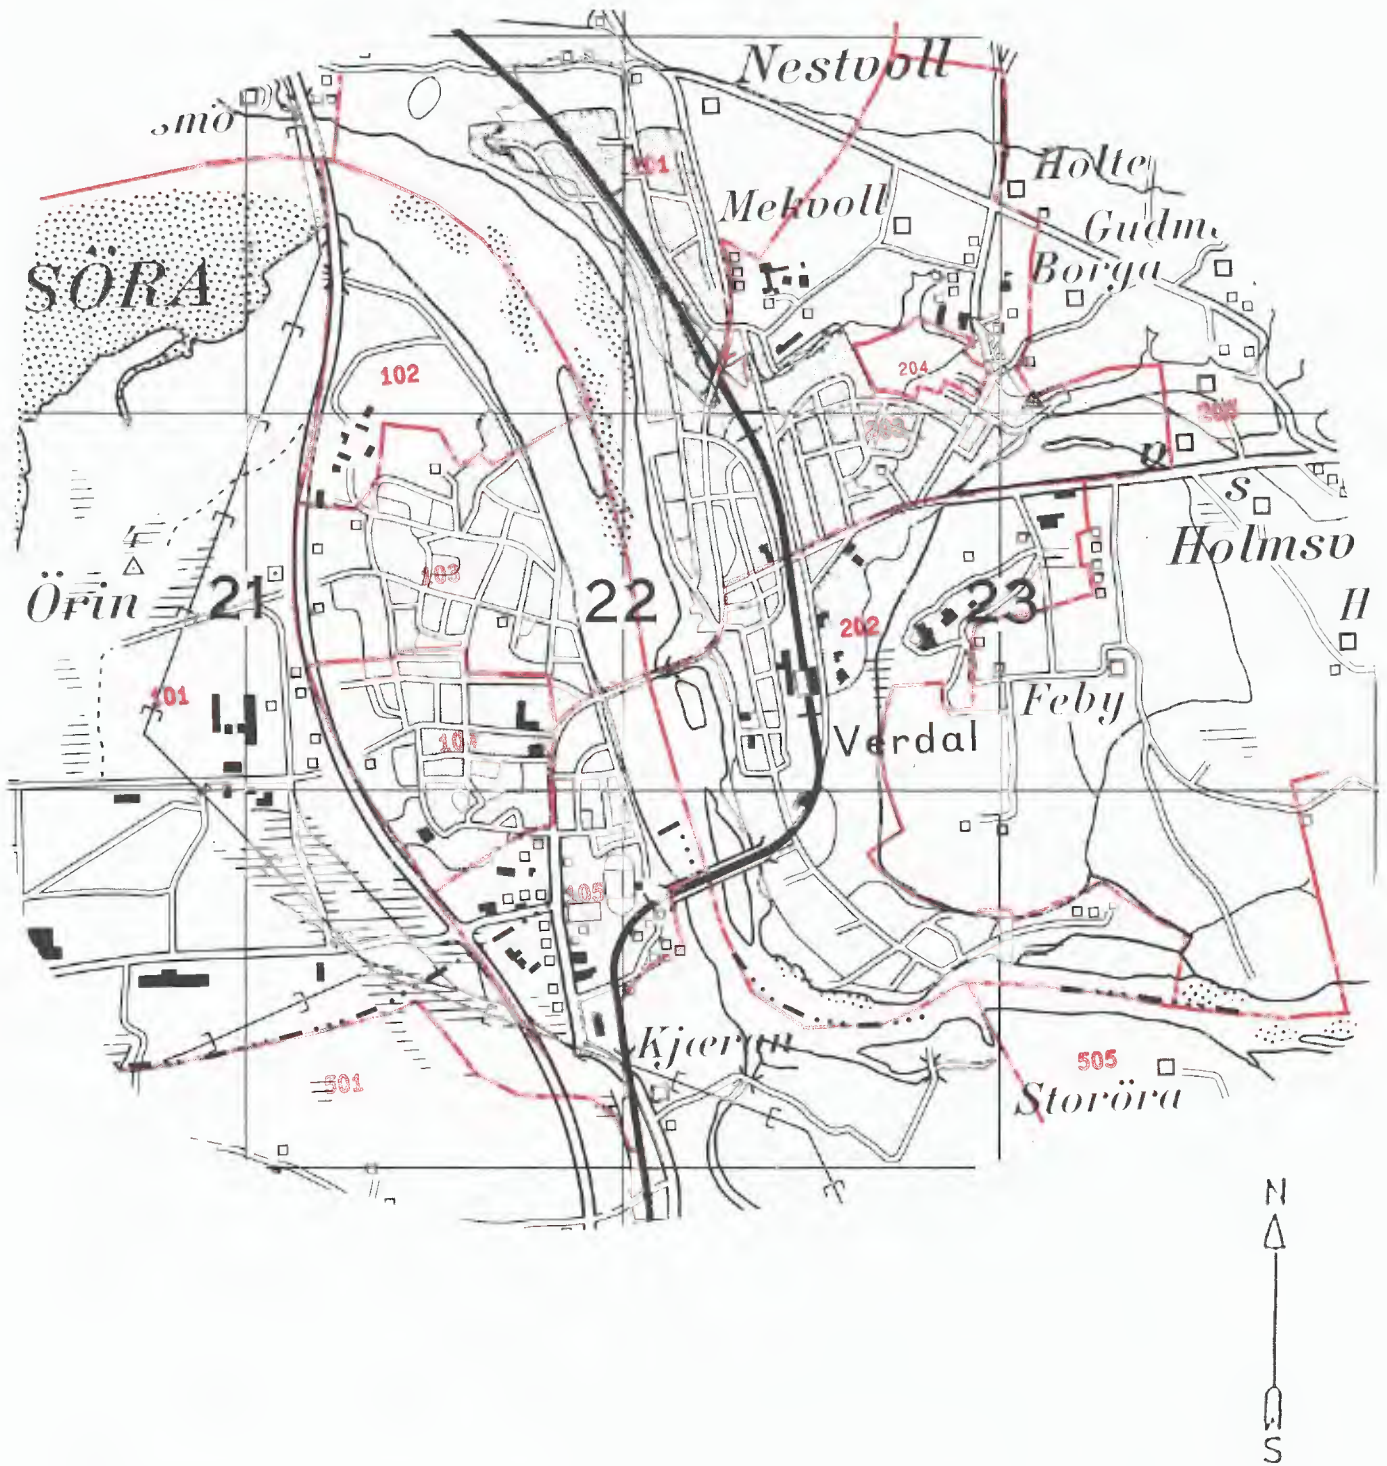 Nestvoll
smo
Holte
Mekvoll
Gudm
Borga
SÖRA
102
204
Holmsv
103
Örin
21
22
23
H
202
101
Feby
104
Verdal
105
Kjæran
501
505
Storöra
N
S